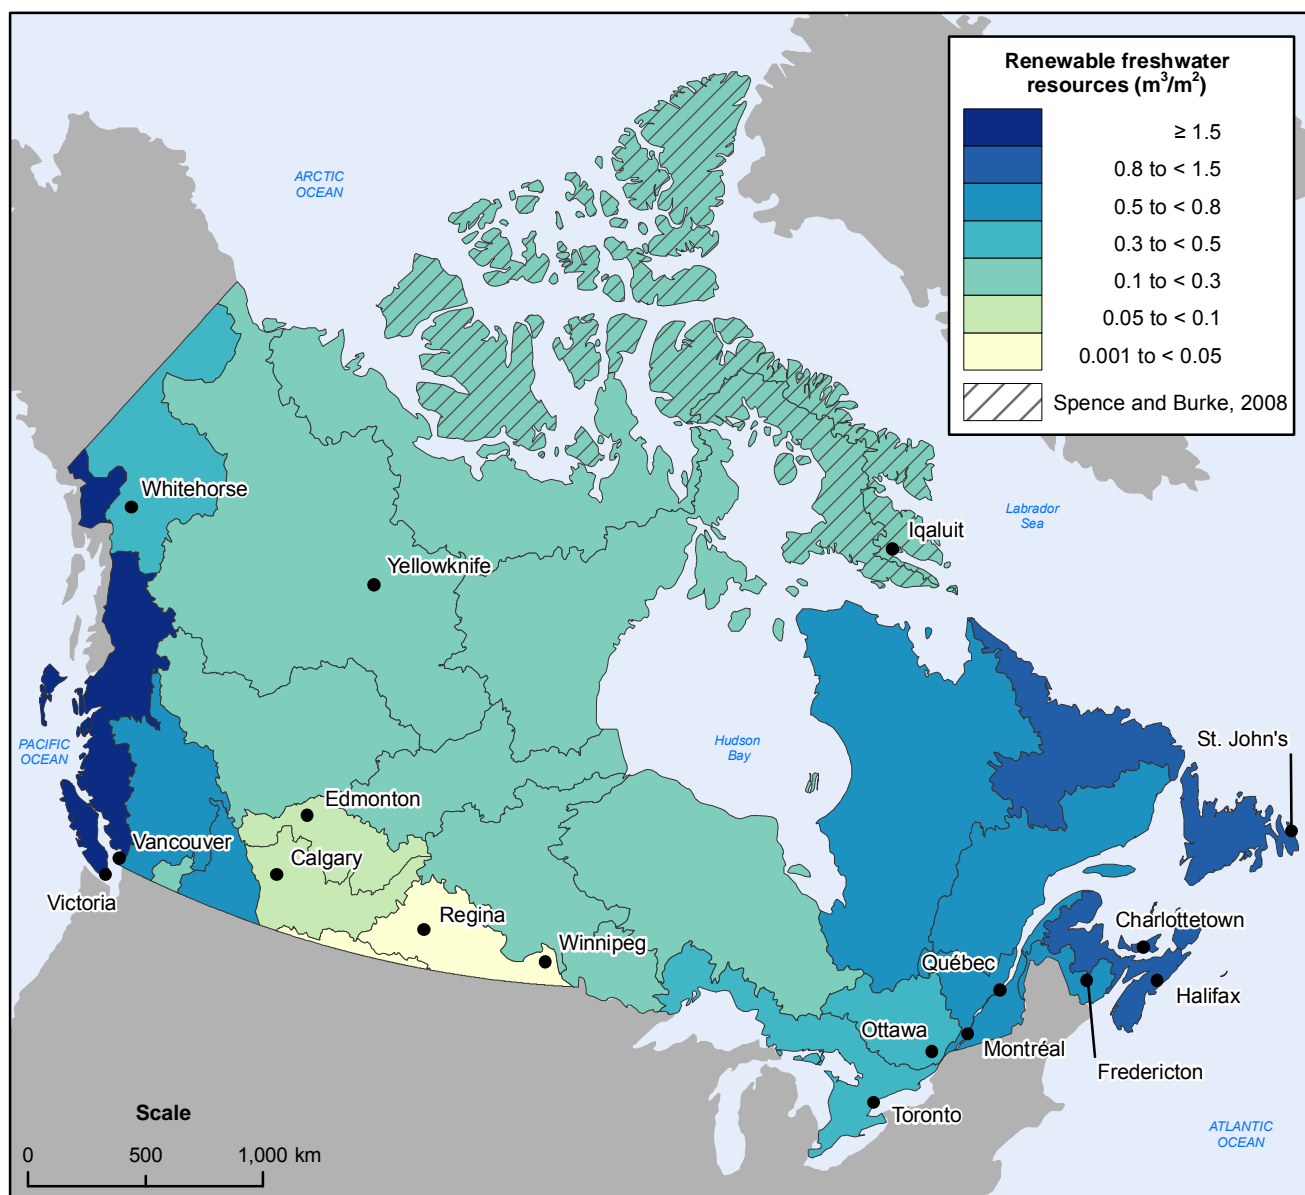 Renewable freshwater
resources (m³/m²)
≥ 1.5
0.8 to < 1.5
0.5 to < 0.8
0.3 to < 0.5
0.1 to < 0.3
0.05 to < 0.1
0.001 to < 0.05
Spence and Burke, 2008
ARCTIC
OCEAN
Whitehorse
Labrador
Sea
Iqaluit
Yellowknife
PACIFIC
OCEAN
Hudson
Bay
St. John's
Edmonton
Vancouver
Calgary
Victoria
Regina
Winnipeg
Charlottetown
Québec
Halifax
Ottawa
Montréal
Fredericton
Toronto
ATLANTIC
OCEAN
Scale
0 500 1,000 km